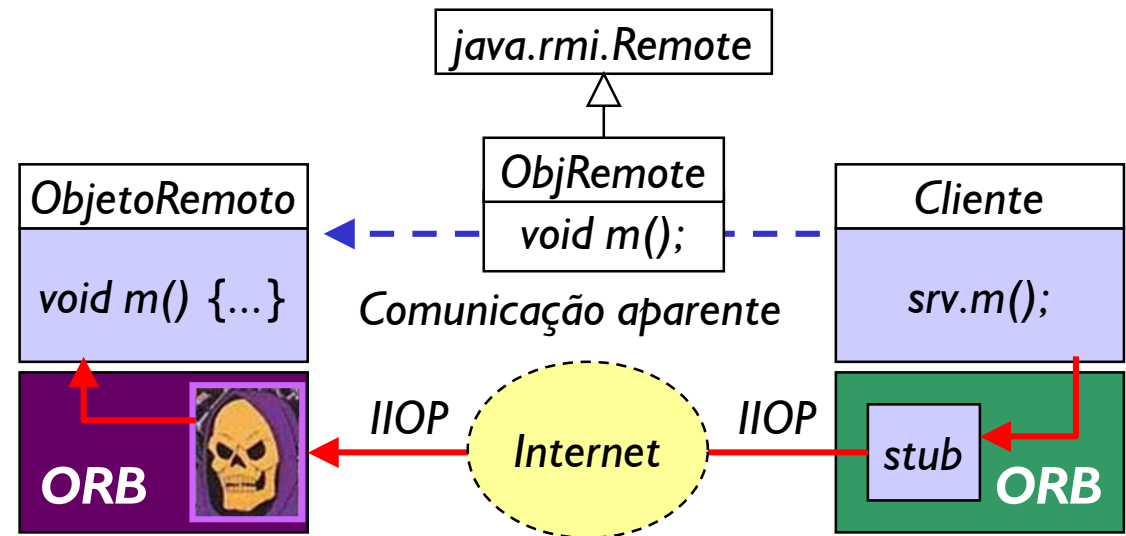 java.rmi.Remote
ObjRemote
void m();
ObjetoRemoto
void m() {...}
Cliente
srv.m();
Comunicação aparente
ORB
IIOP
Internet
IIOP
stub
ORB